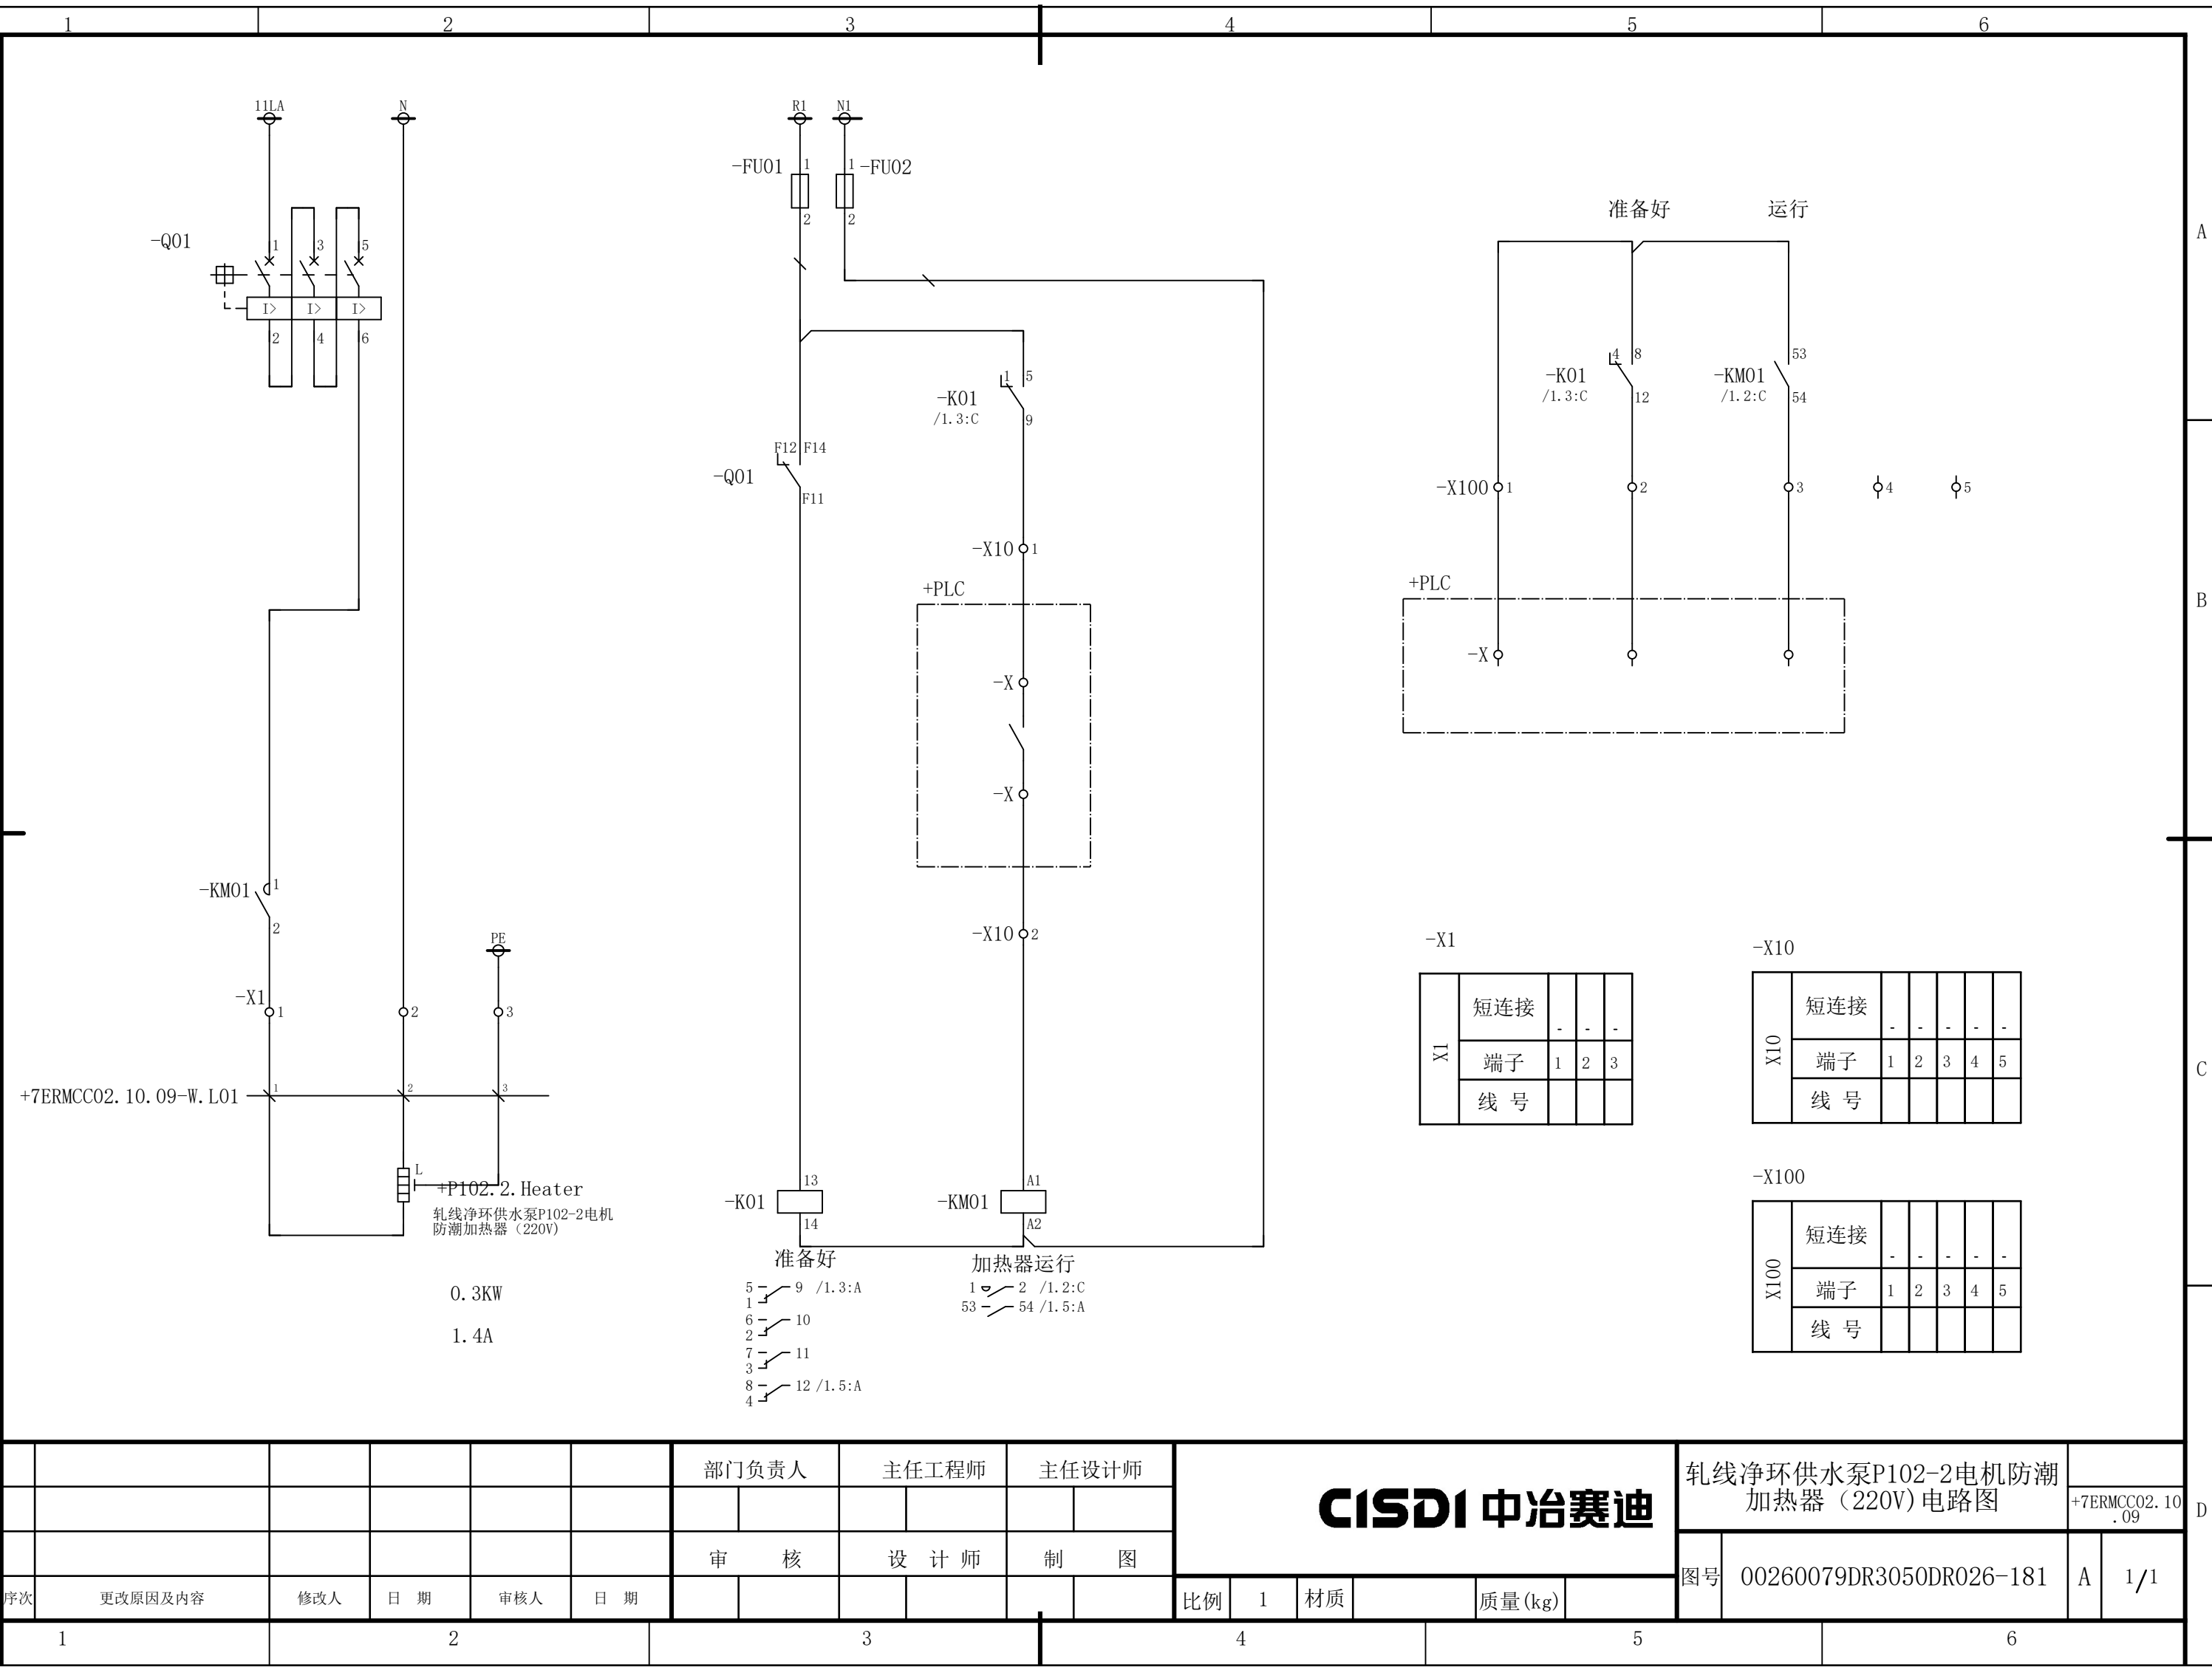 1 2 3 4 5 6
11LA N R1 N1
-FU01 1 1 -FU02
2 2
准备好 运行
A
-Q01 1 3 5
I> I> I>
2 4 6
4 8 53
-K01 -KM01
/1.3:C /1.2:C
12 54
1 5
-K01
/1.3:C
9
F12 F14
-Q01
F11
-X100 1 2 3 4 5
-X10 1
+PLC +PLC
B
-X
-X
-X
-KM01 1
2
-X10 2
PE
-X1
1 2 3
+7ERMCC02.10.09-W.L01 1 2 3
-X1 -X10
X1 短连接 - - -
端子 1 2 3
线 号
X10 短连接 - - - - -
端子 1 2 3 4 5
线 号
C
L
+P102.2.Heater
轧线净环供水泵P102-2电机
防潮加热器（220V)
13 A1
-K01 -KM01
14 A2
准备好 加热器运行
5 9 /1.3:A
1
6 10
2
7 11
3
8 12 /1.5:A
4
1 2 /1.2:C
53 54 /1.5:A
0.3KW
1.4A
-X100
X100 短连接 - - - - -
端子 1 2 3 4 5
线 号
部门负责人 主任工程师 主任设计师
审 核 设 计 师 制 图
序次 更改原因及内容 修改人 日 期 审核人 日 期
CISDI 中冶赛迪
比例 1 材质 质量(kg)
轧线净环供水泵P102-2电机防潮
加热器（220V)电路图
+7ERMCC02.10
.09
图号 00260079DR3050DR026-181 A 1/1
D
1 2 3 4 5 6